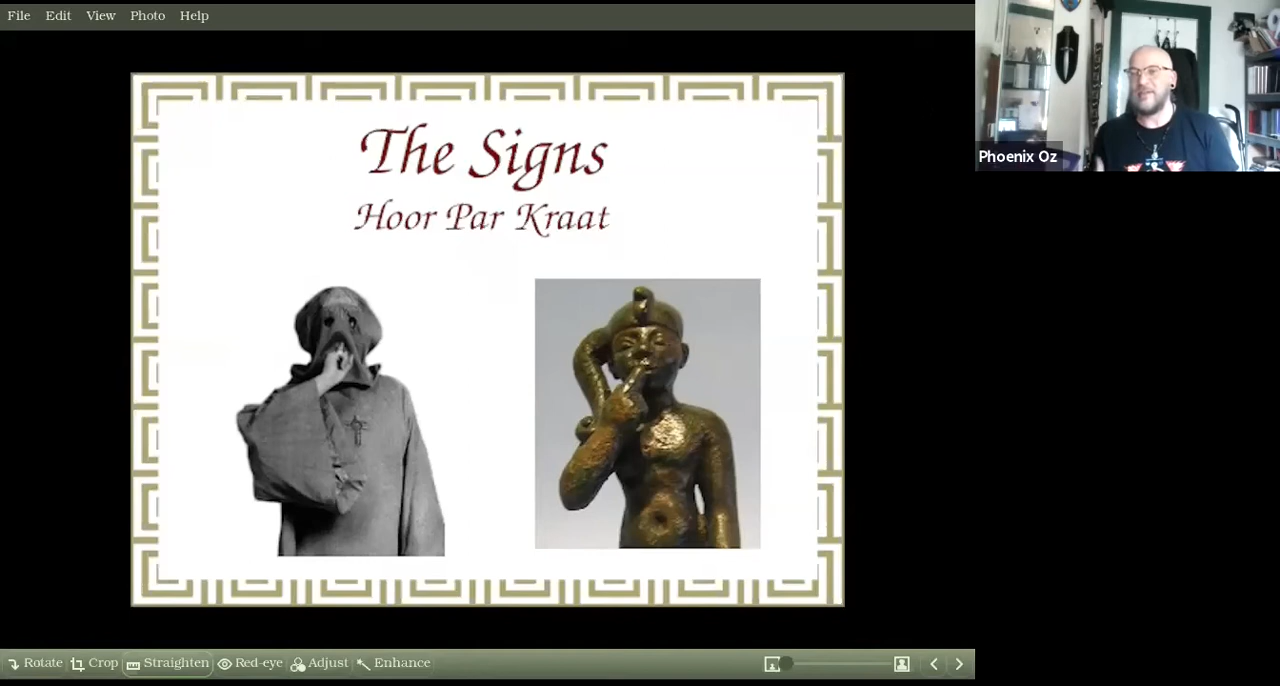 File Edit View Photo Help
The Signs
Hoor Par Kraat
Phoenix Oz
Rotate Crop Straighten Red-eye Adjust Enhance